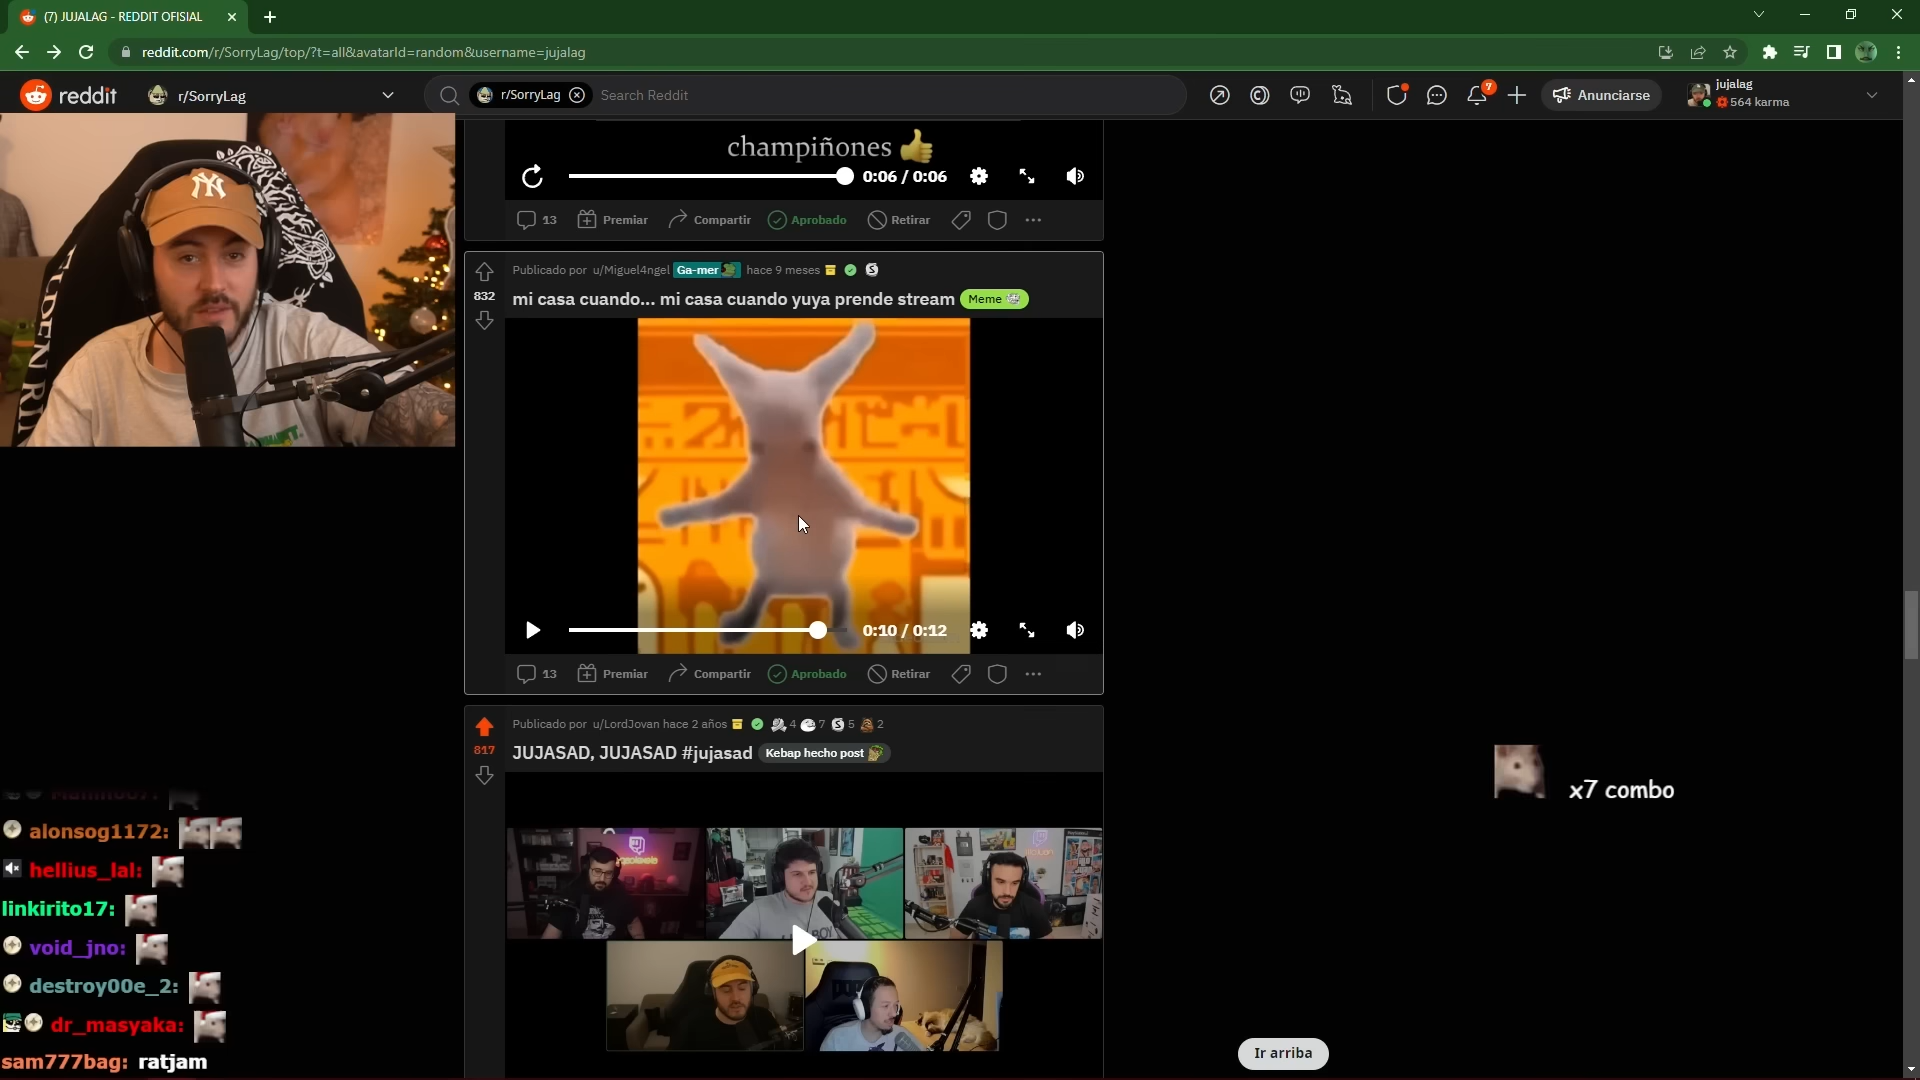 (7) JUJALAG - REDDIT OFISIAL
reddit.com/r/SorryLag/top/?t=all&avatarId=random&username=jujalag
reddit
r/SorryLag
r/SorryLag
Search Reddit
7
Anunciarse
jujalag
564 karma
champiñones 👍
0:06 / 0:06
13 Premiar Compartir Aprobado Retirar
Publicado por u/Miguel4ngel Ga-mer hace 9 meses
832
mi casa cuando... mi casa cuando yuya prende stream Meme
0:10 / 0:12
13 Premiar Compartir Aprobado Retirar
Publicado por u/LordJovan hace 2 años 4 7 5 2
817
JUJASAD, JUJASAD #jujasad Kebap hecho post
Ir arriba
x7 combo
NY
ELDEN RI
alonsog1172:
hellius_lal:
linkirito17:
void_jno:
destroy00e_2:
dr_masyaka:
sam777bag: ratjam